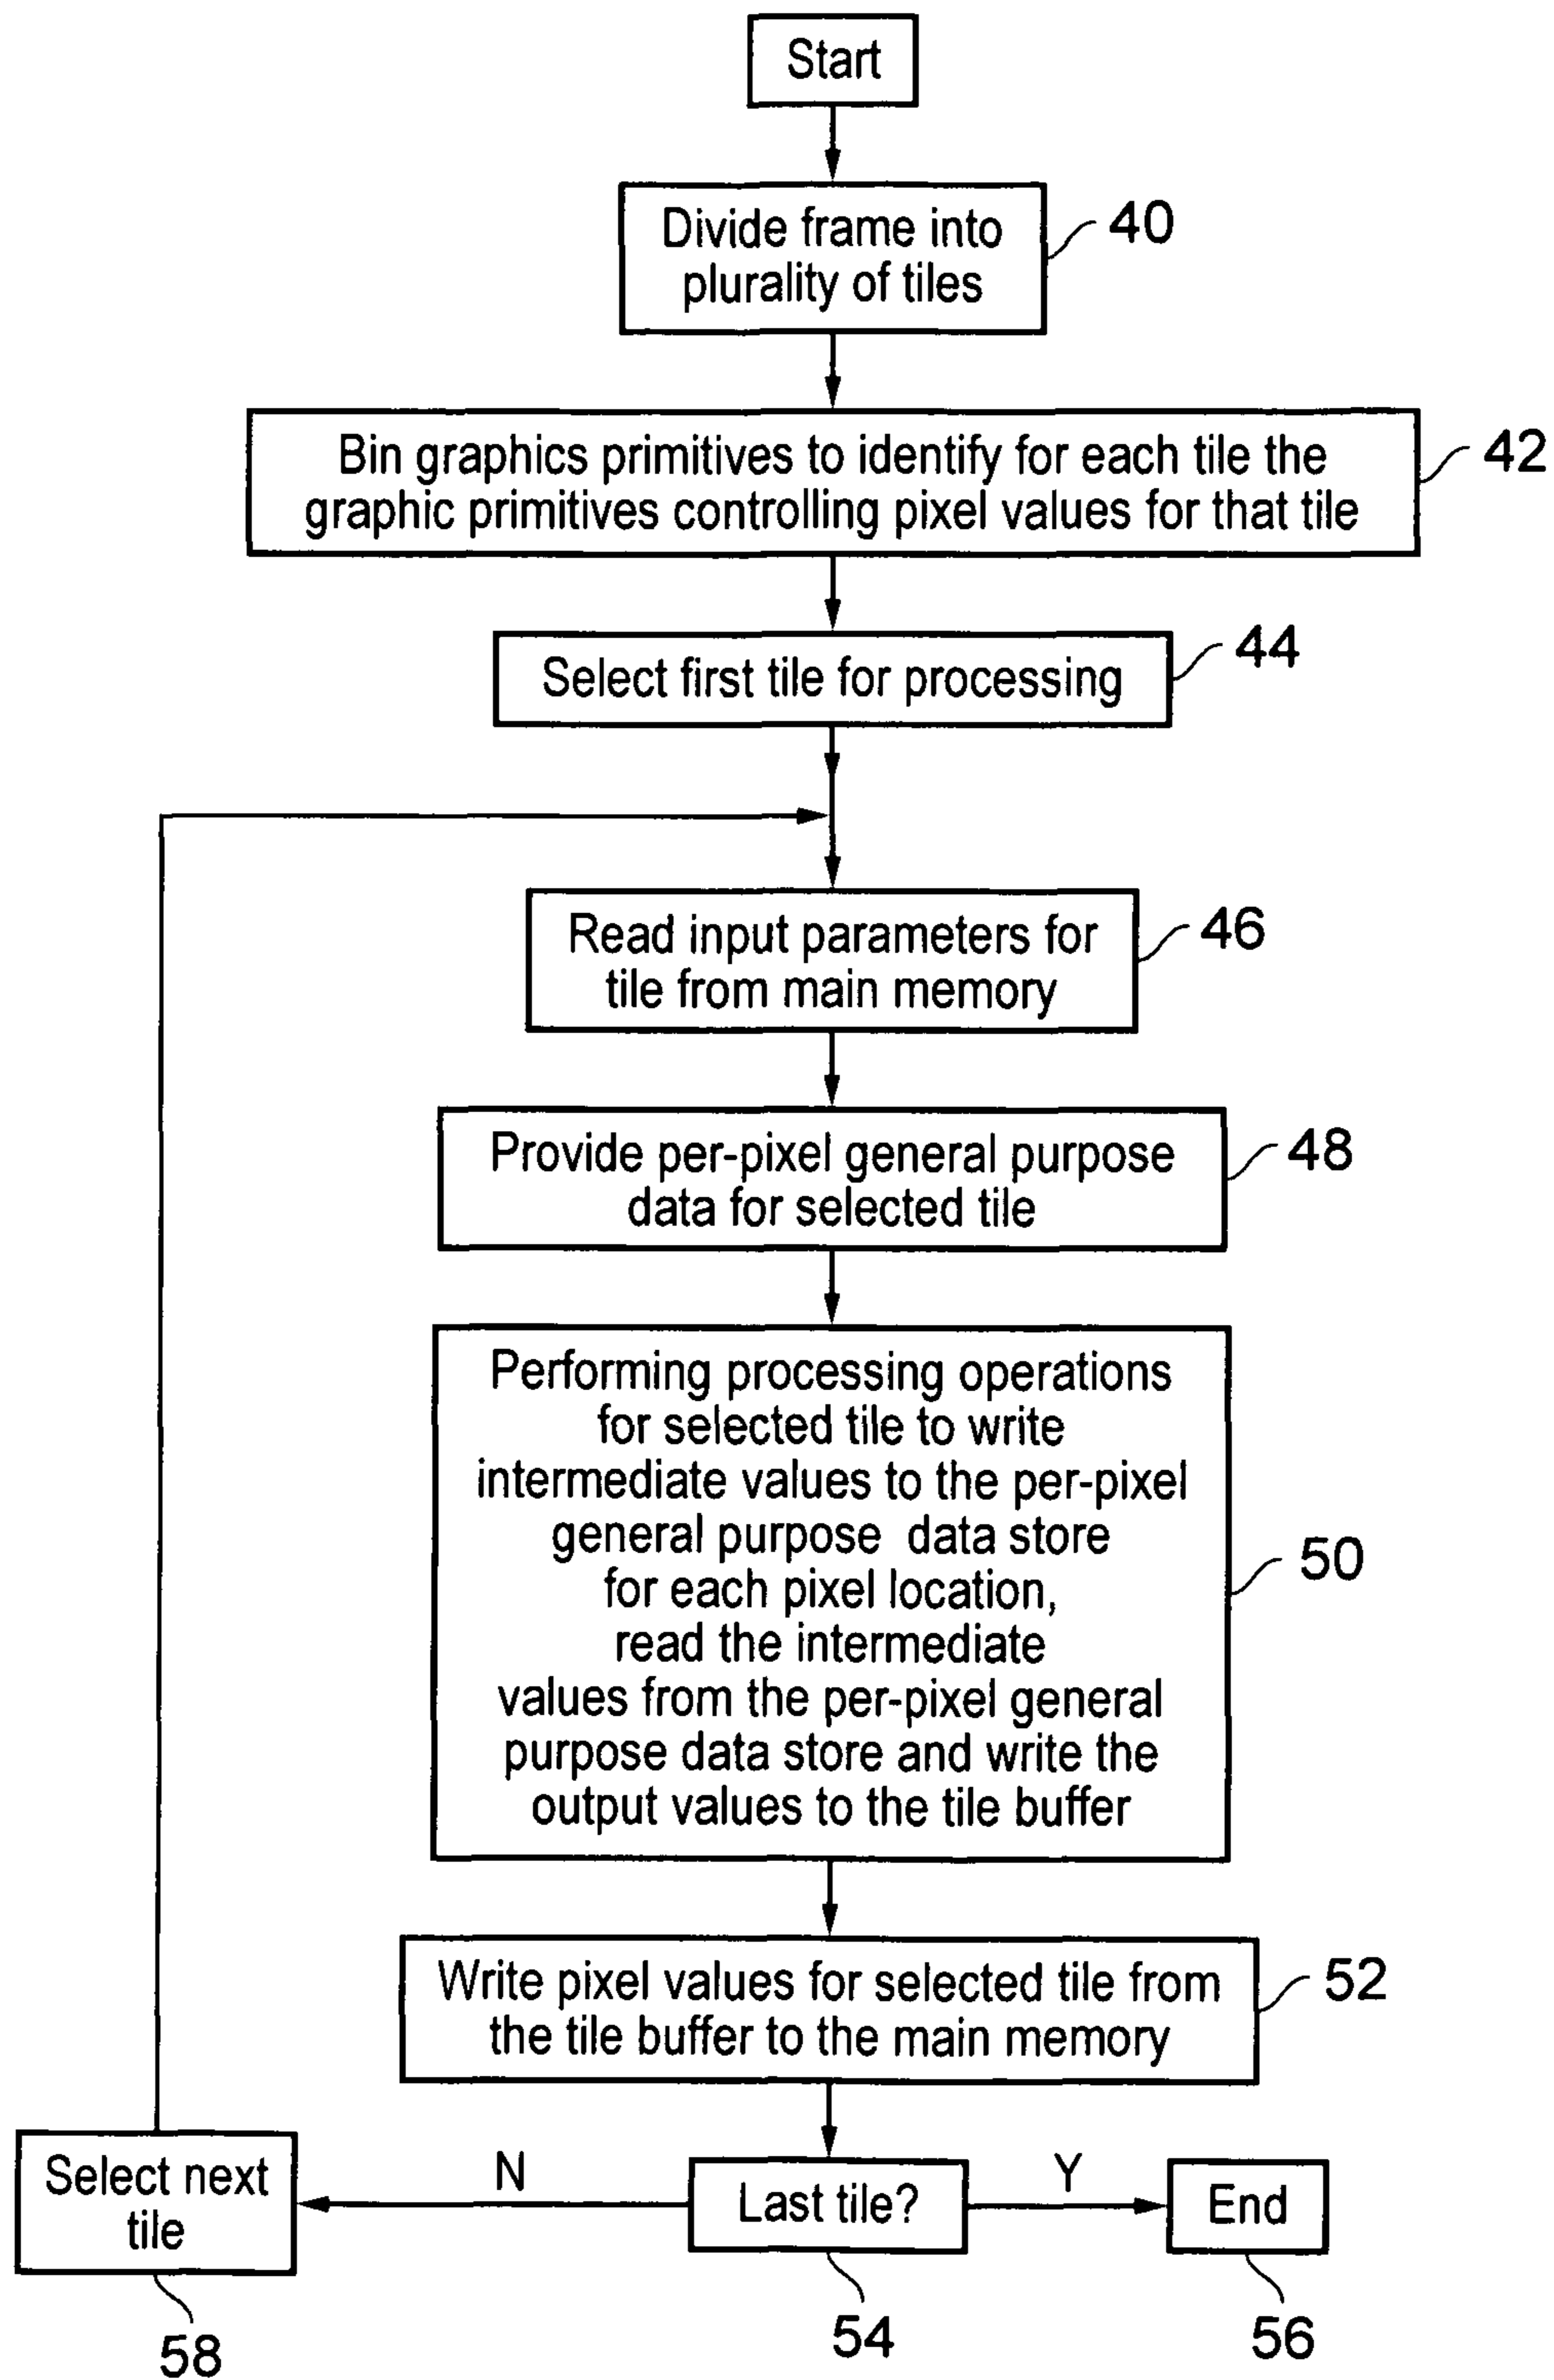 Start
Divide frame into
plurality of tiles
40
Bin graphics primitives to identify for each tile the
graphic primitives controlling pixel values for that tile
42
Select first tile for processing
44
Read input parameters for
tile from main memory
46
Provide per-pixel general purpose
data for selected tile
48
Performing processing operations
for selected tile to write
intermediate values to the per-pixel
general purpose data store
for each pixel location,
read the intermediate
values from the per-pixel general
purpose data store and write the
output values to the tile buffer
50
Write pixel values for selected tile from
the tile buffer to the main memory
52
Select next
tile
58
N
Last tile?
54
Y
End
56